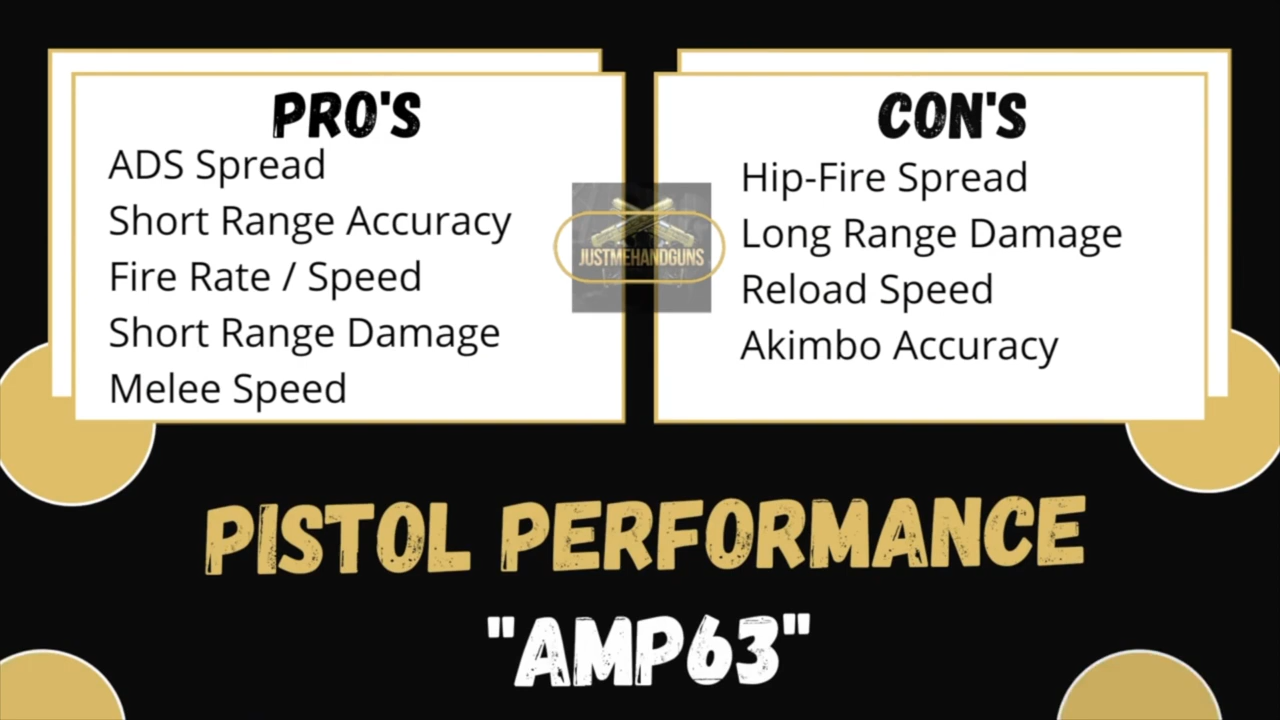 PRO'S
ADS Spread
Short Range Accuracy
Fire Rate / Speed
Short Range Damage
Melee Speed
JUSTMEHANDGUNS
CON'S
Hip-Fire Spread
Long Range Damage
Reload Speed
Akimbo Accuracy
PISTOL PERFORMANCE
"AMP63"